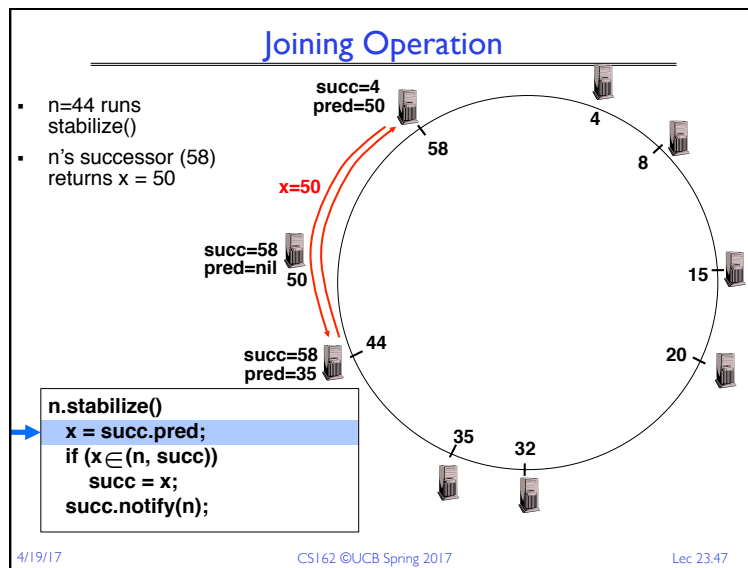 Joining Operation
▪ n=44 runs
stabilize()
▪ n's successor (58)
returns x = 50
succ=4
pred=50
4
58
8
x=50
succ=58
pred=nil
50
15
44
succ=58
pred=35
20
n.stabilize()
x = succ.pred;
if (x∈(n, succ))
succ = x;
succ.notify(n);
35
32
4/19/17
CS162 ©UCB Spring 2017
Lec 23.47